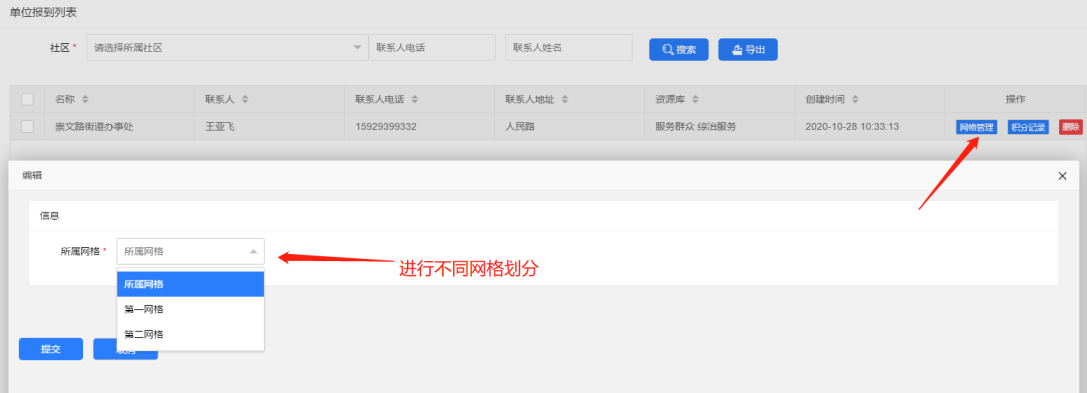 单位报到列表
社区 * 请选择所属社区 联系人电话 联系人姓名 搜索 导出
名称 联系人 联系人电话 联系人地址 资源库 创建时间 操作
崇文路街道办事处 王亚飞 15929399332 人民路 服务群众 综治服务 2020-10-28 10:33:13 网格管理 积分记录 删除
编辑
信息
所属网格 * 所属网格
进行不同网格划分
所属网格
第一网格
第二网格
提交 取消